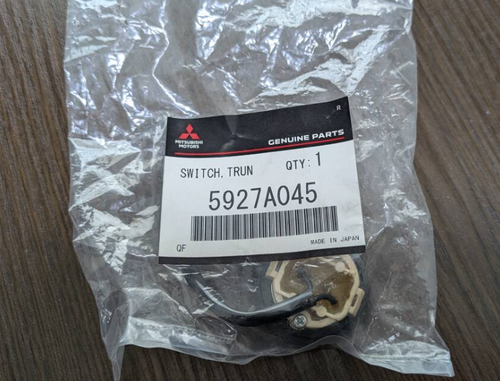 R
MITSUBISHI
MOTORS
GENUINE PARTS
SWITCH,TRUN QTY:1
5927A045
QF MADE IN JAPAN